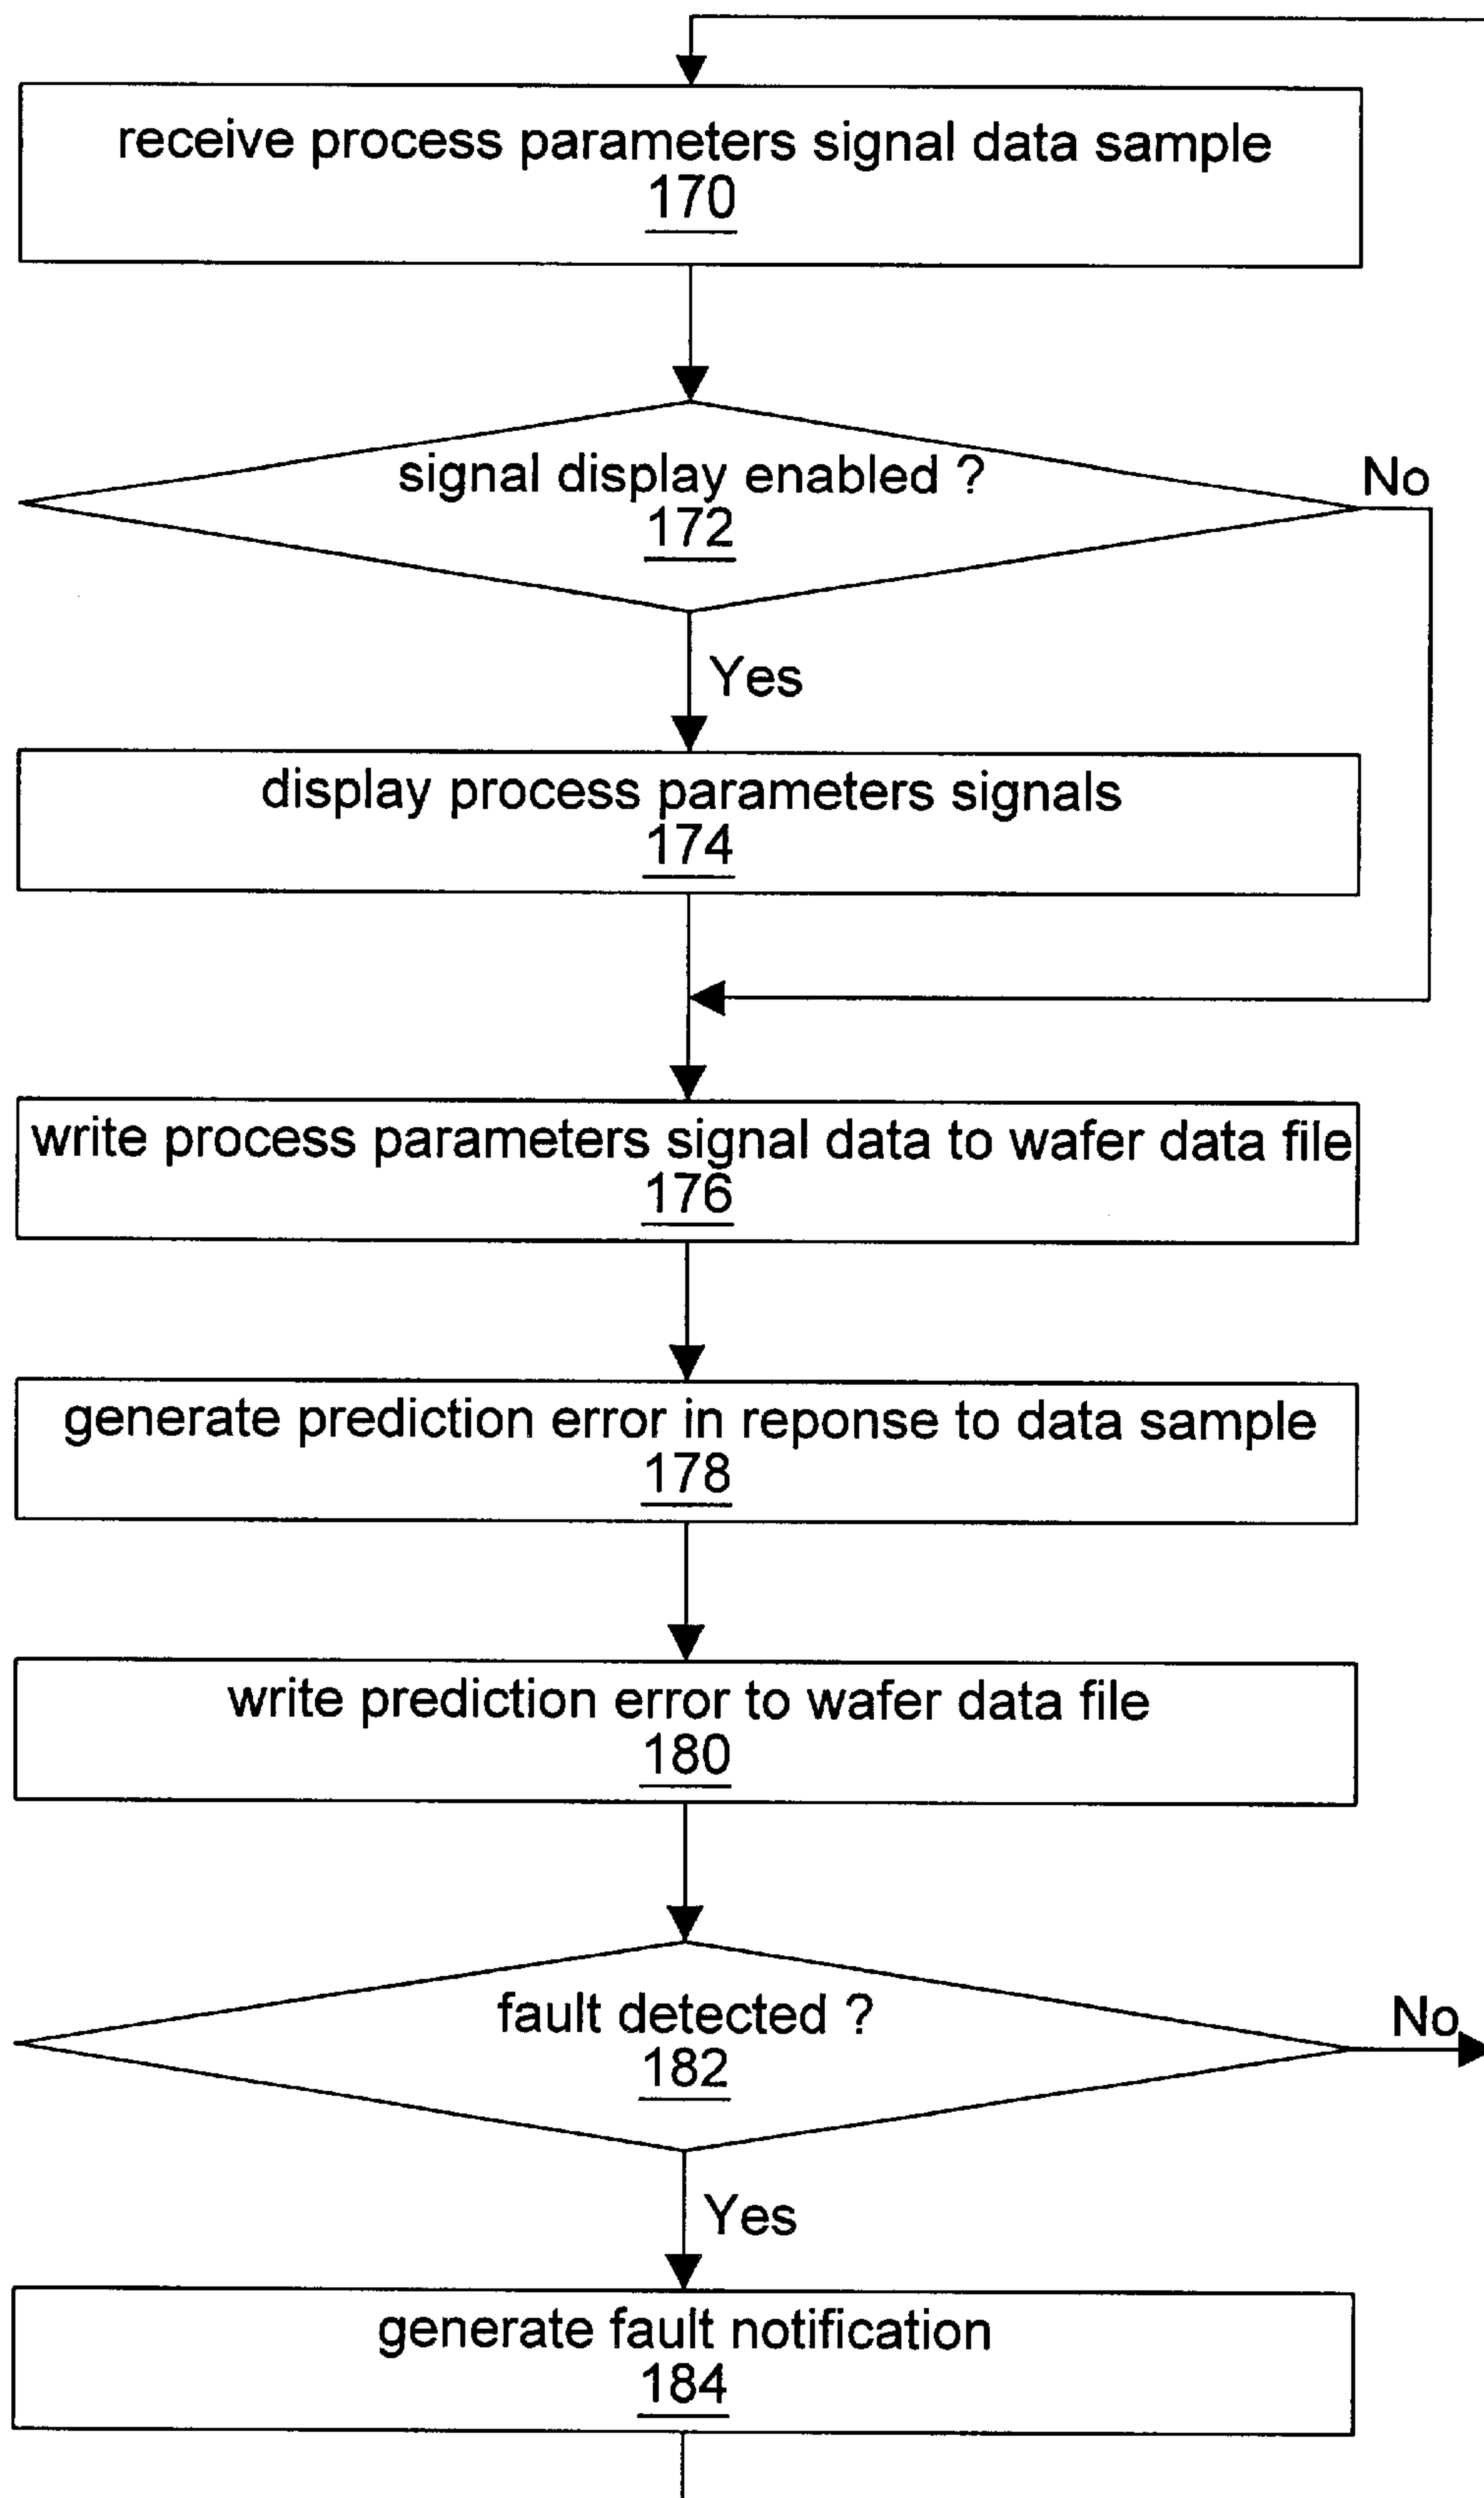 receive process parameters signal data sample
170
signal display enabled ?
172
No
Yes
display process parameters signals
174
write process parameters signal data to wafer data file
176
generate prediction error in reponse to data sample
178
write prediction error to wafer data file
180
fault detected ?
182
No
Yes
generate fault notification
184